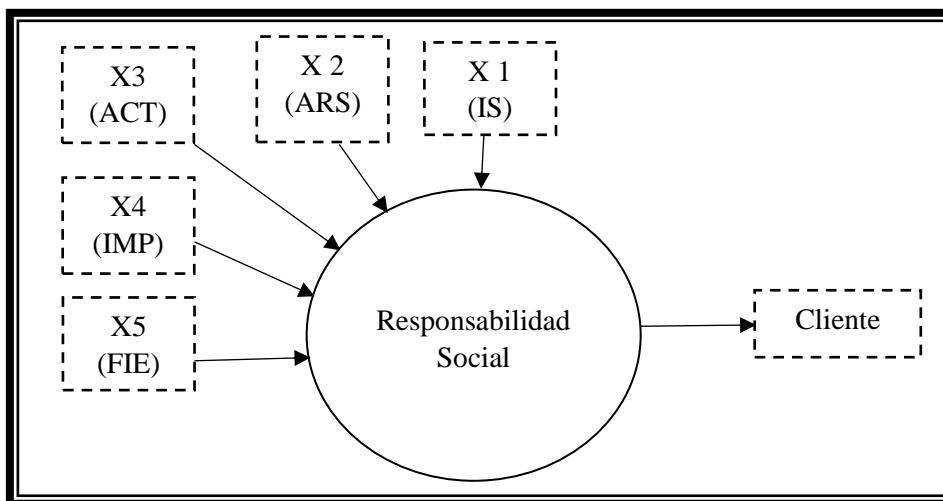 X3
(ACT)
X 2
(ARS)
X 1
(IS)
X4
(IMP)
X5
(FIE)
Responsabilidad
Social
Cliente